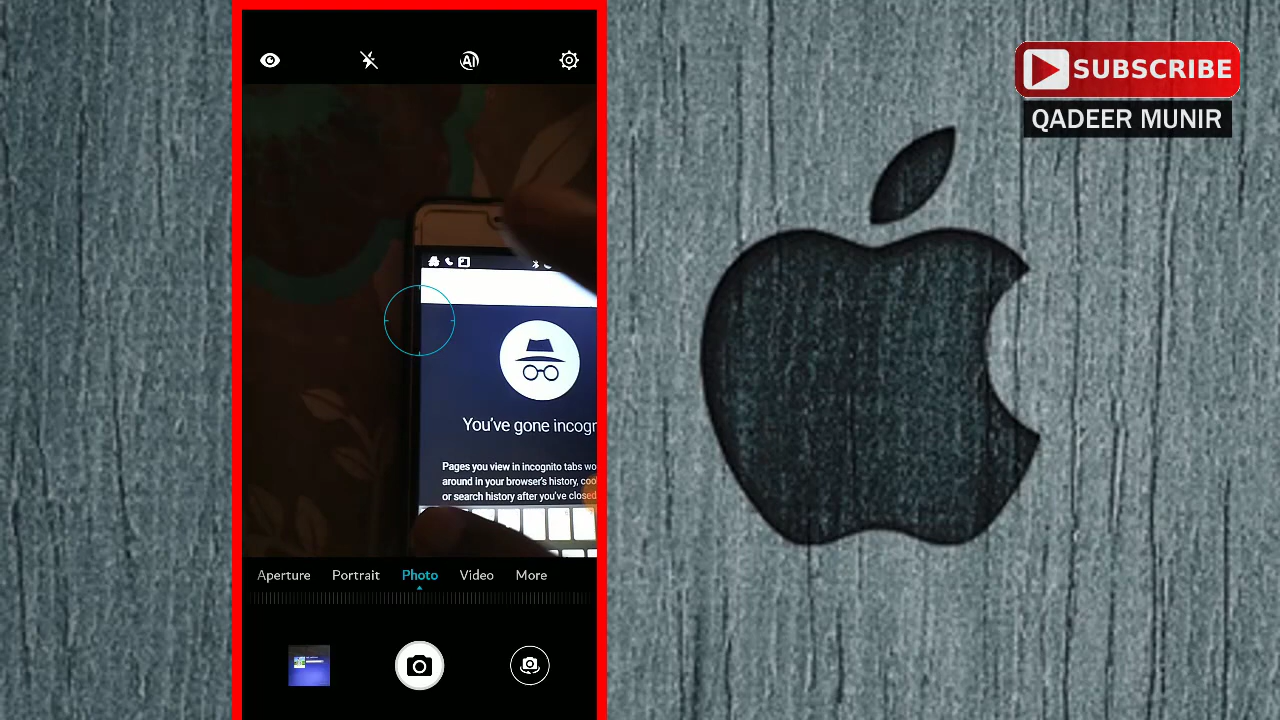 AI
SUBSCRIBE
QADEER MUNIR
You've gone incogn
Pages you view in incognito tabs wo
around in your browser's history, coo
or search history after you've closed
Aperture Portrait Photo Video More